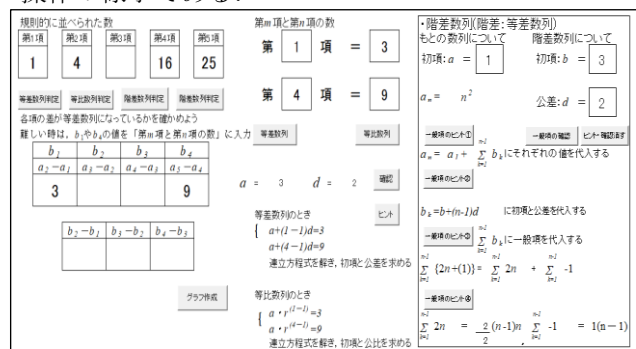 規則的に並べられた数
第1項 第2項 第3項 第4項 第5項
1 4 16 25
等差数列判定 等比数列判定 階差数列判定 階差数列判定
各項の差が等差数列になっているかを確かめよう
難しい時は、b₁やb₄の値を「第m項と第n項の数」に入力
b₁ b₂ b₃ b₄
a₂−a₁ a₃−a₂ a₄−a₃ a₅−a₄
3 9
b₂−b₁ b₃−b₂ b₄−b₃
グラフ作成
第m項と第n項の数
第 1 項 = 3
第 4 項 = 9
等差数列 等比数列
a = 3 d = 2 確認
等差数列のとき ヒント
{ a+(1−1)d=3
a+(4−1)d=9
連立方程式を解き，初項と公差を求める
等比数列のとき
{ a・r⁽¹⁻¹⁾=3
a・r⁽⁴⁻¹⁾=9
連立方程式を解き，初項と公比を求める
・階差数列(階差:等差数列)
もとの数列について 階差数列について
初項:a = 1 初項:b = 3
n²
公差:d = 2
一般項のヒント① 一般項の確認 ヒント・確認消す
Σ bₖにそれぞれの値を代入する
一般項のヒント②
bₖ=b+(n-1)d に初項と公差を代入する
一般項のヒント③ Σ bₖに一般項を代入する
Σ {2n+(1)}= Σ 2n + Σ -1
一般項のヒント④
Σ 2n = 2/2 (n-1)n Σ -1 = 1(n−1)